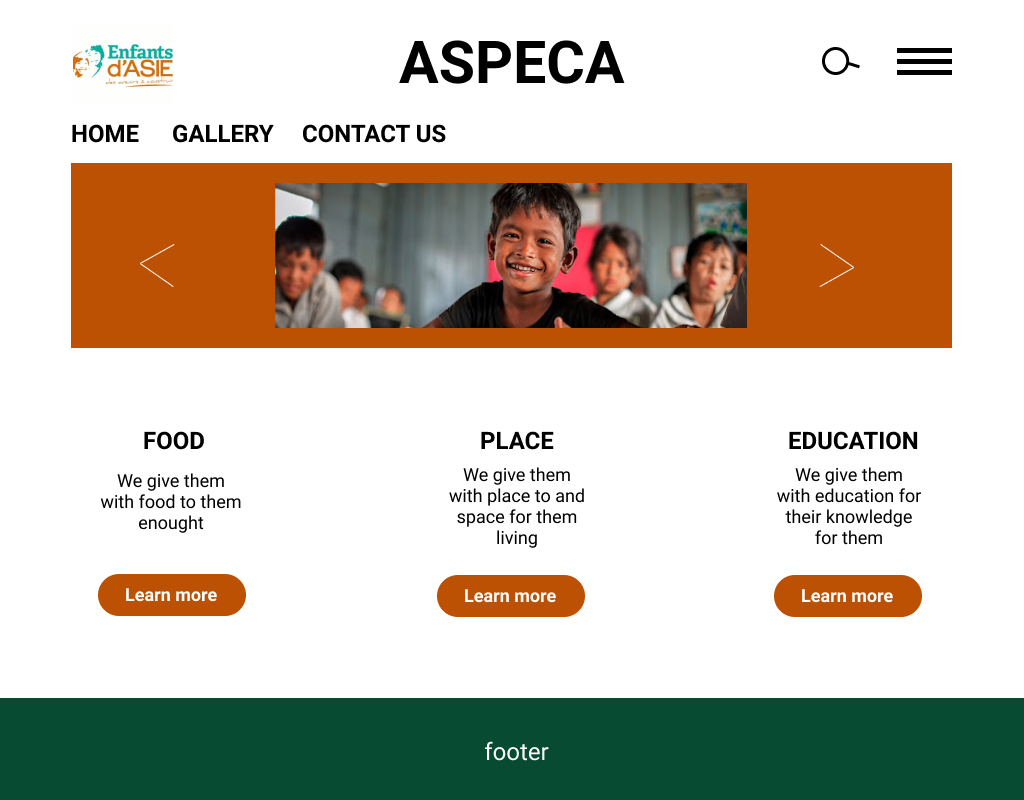 Enfants
d'ASIE
ASPECA
HOME GALLERY CONTACT US
FOOD
We give them
with food to them
enought
Learn more
PLACE
We give them
with place to and
space for them
living
Learn more
EDUCATION
We give them
with education for
their knowledge
for them
Learn more
footer